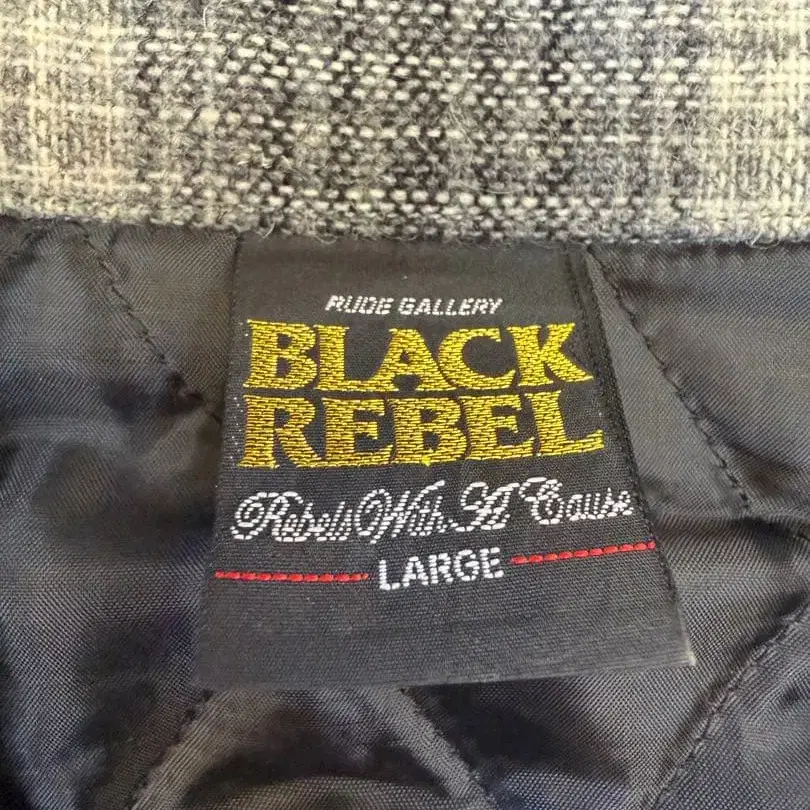 RUDE GALLERY
BLACK
REBEL
Rebels With A Cause
LARGE